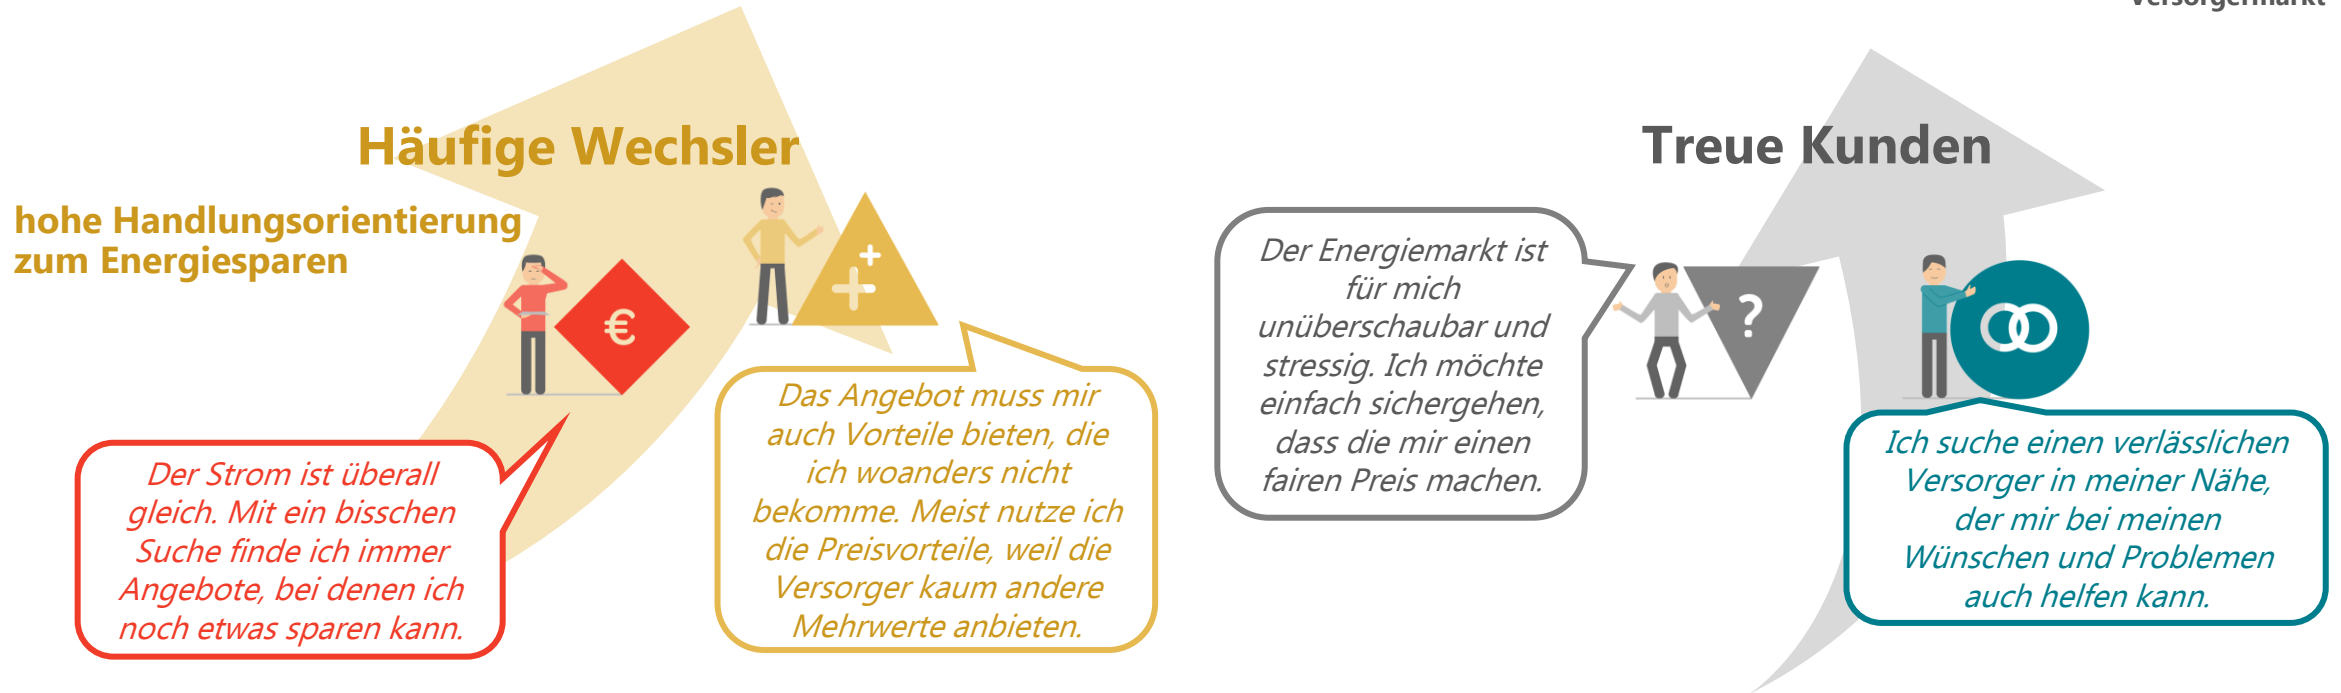 Häufige Wechsler
hohe Handlungsorientierung
zum Energiesparen
€
Der Strom ist überall
gleich. Mit ein bisschen
Suche finde ich immer
Angebote, bei denen ich
noch etwas sparen kann.
Das Angebot muss mir
auch Vorteile bieten, die
ich woanders nicht
bekomme. Meist nutze ich
die Preisvorteile, weil die
Versorger kaum andere
Mehrwerte anbieten.
Treue Kunden
Der Energiemarkt ist
für mich
unüberschaubar und
stressig. Ich möchte
einfach sichergehen,
dass die mir einen
fairen Preis machen.
?
Ich suche einen verlässlichen
Versorger in meiner Nähe,
der mir bei meinen
Wünschen und Problemen
auch helfen kann.